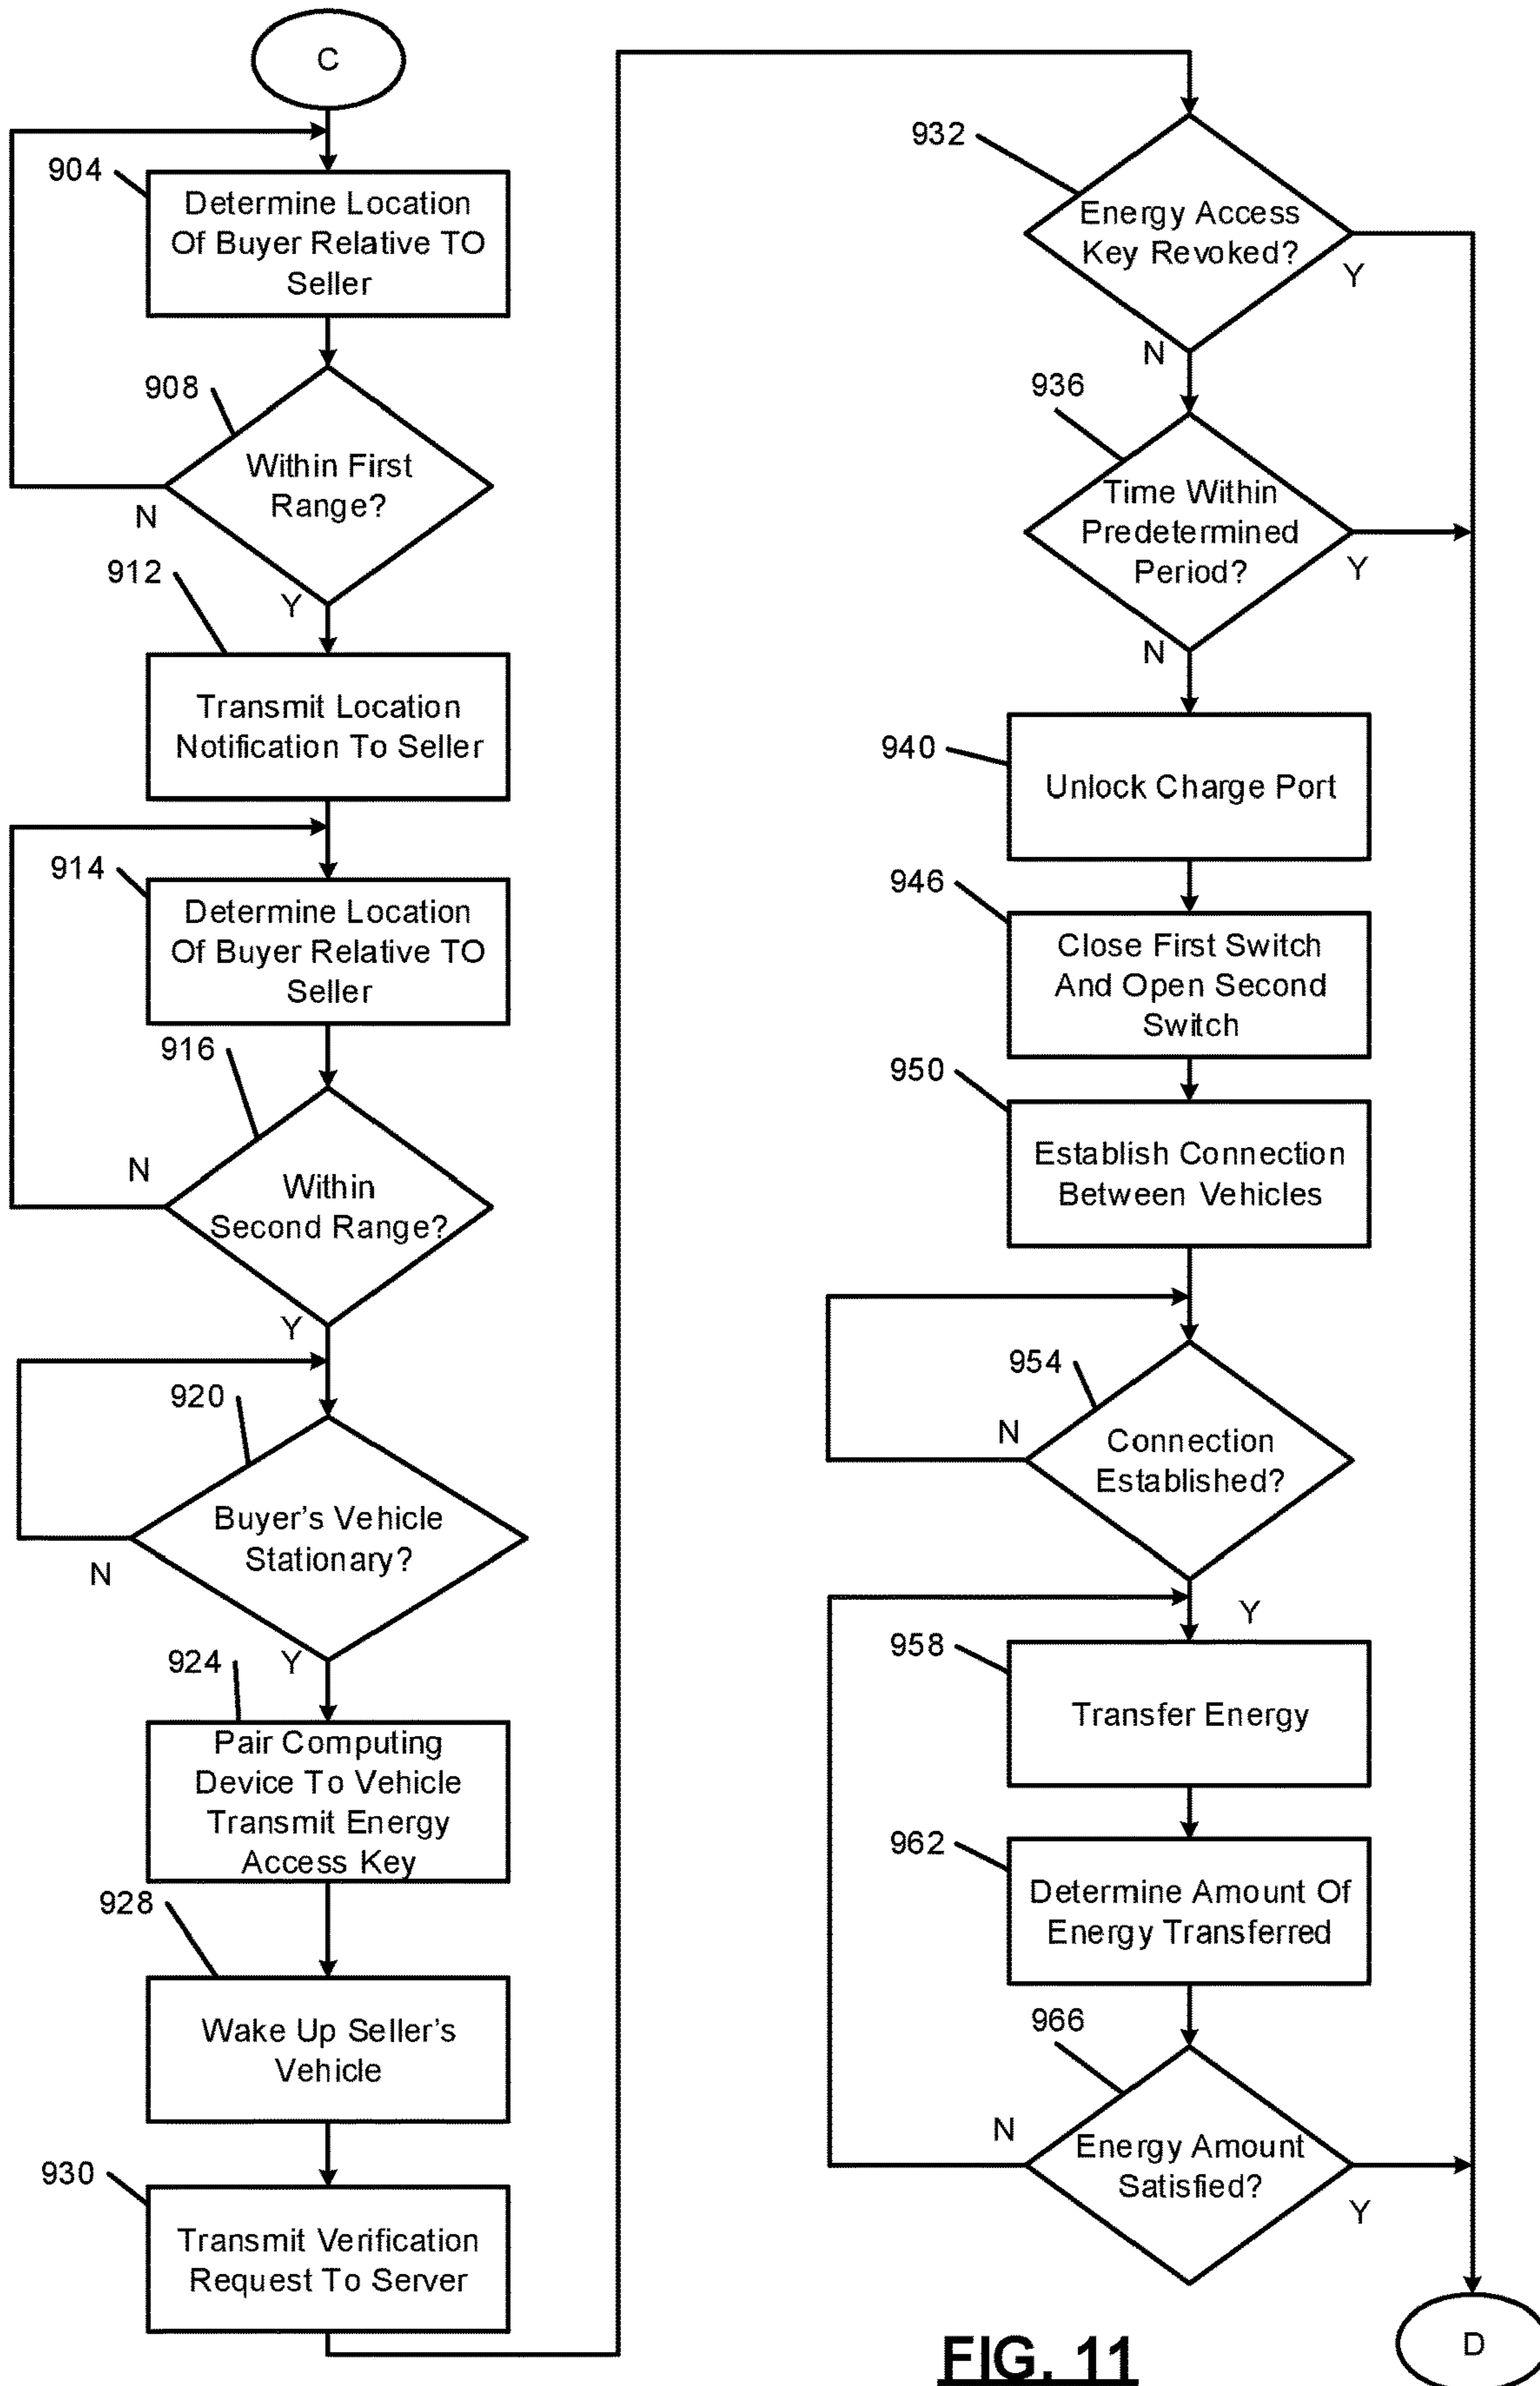 C
904
Determine Location
Of Buyer Relative TO
Seller
908
Within First
Range?
N
Y
912
Transmit Location
Notification To Seller
914
Determine Location
Of Buyer Relative TO
Seller
916
Within
Second Range?
N
Y
920
Buyer's Vehicle
Stationary?
N
Y
924
Pair Computing
Device To Vehicle
Transmit Energy
Access Key
928
Wake Up Seller's
Vehicle
930
Transmit Verification
Request To Server
932
Energy Access
Key Revoked?
Y
N
936
Time Within
Predetermined
Period?
Y
N
940
Unlock Charge Port
946
Close First Switch
And Open Second
Switch
950
Establish Connection
Between Vehicles
954
Connection
Established?
N
Y
958
Transfer Energy
962
Determine Amount Of
Energy Transferred
966
Energy Amount
Satisfied?
N
Y
D
FIG. 11